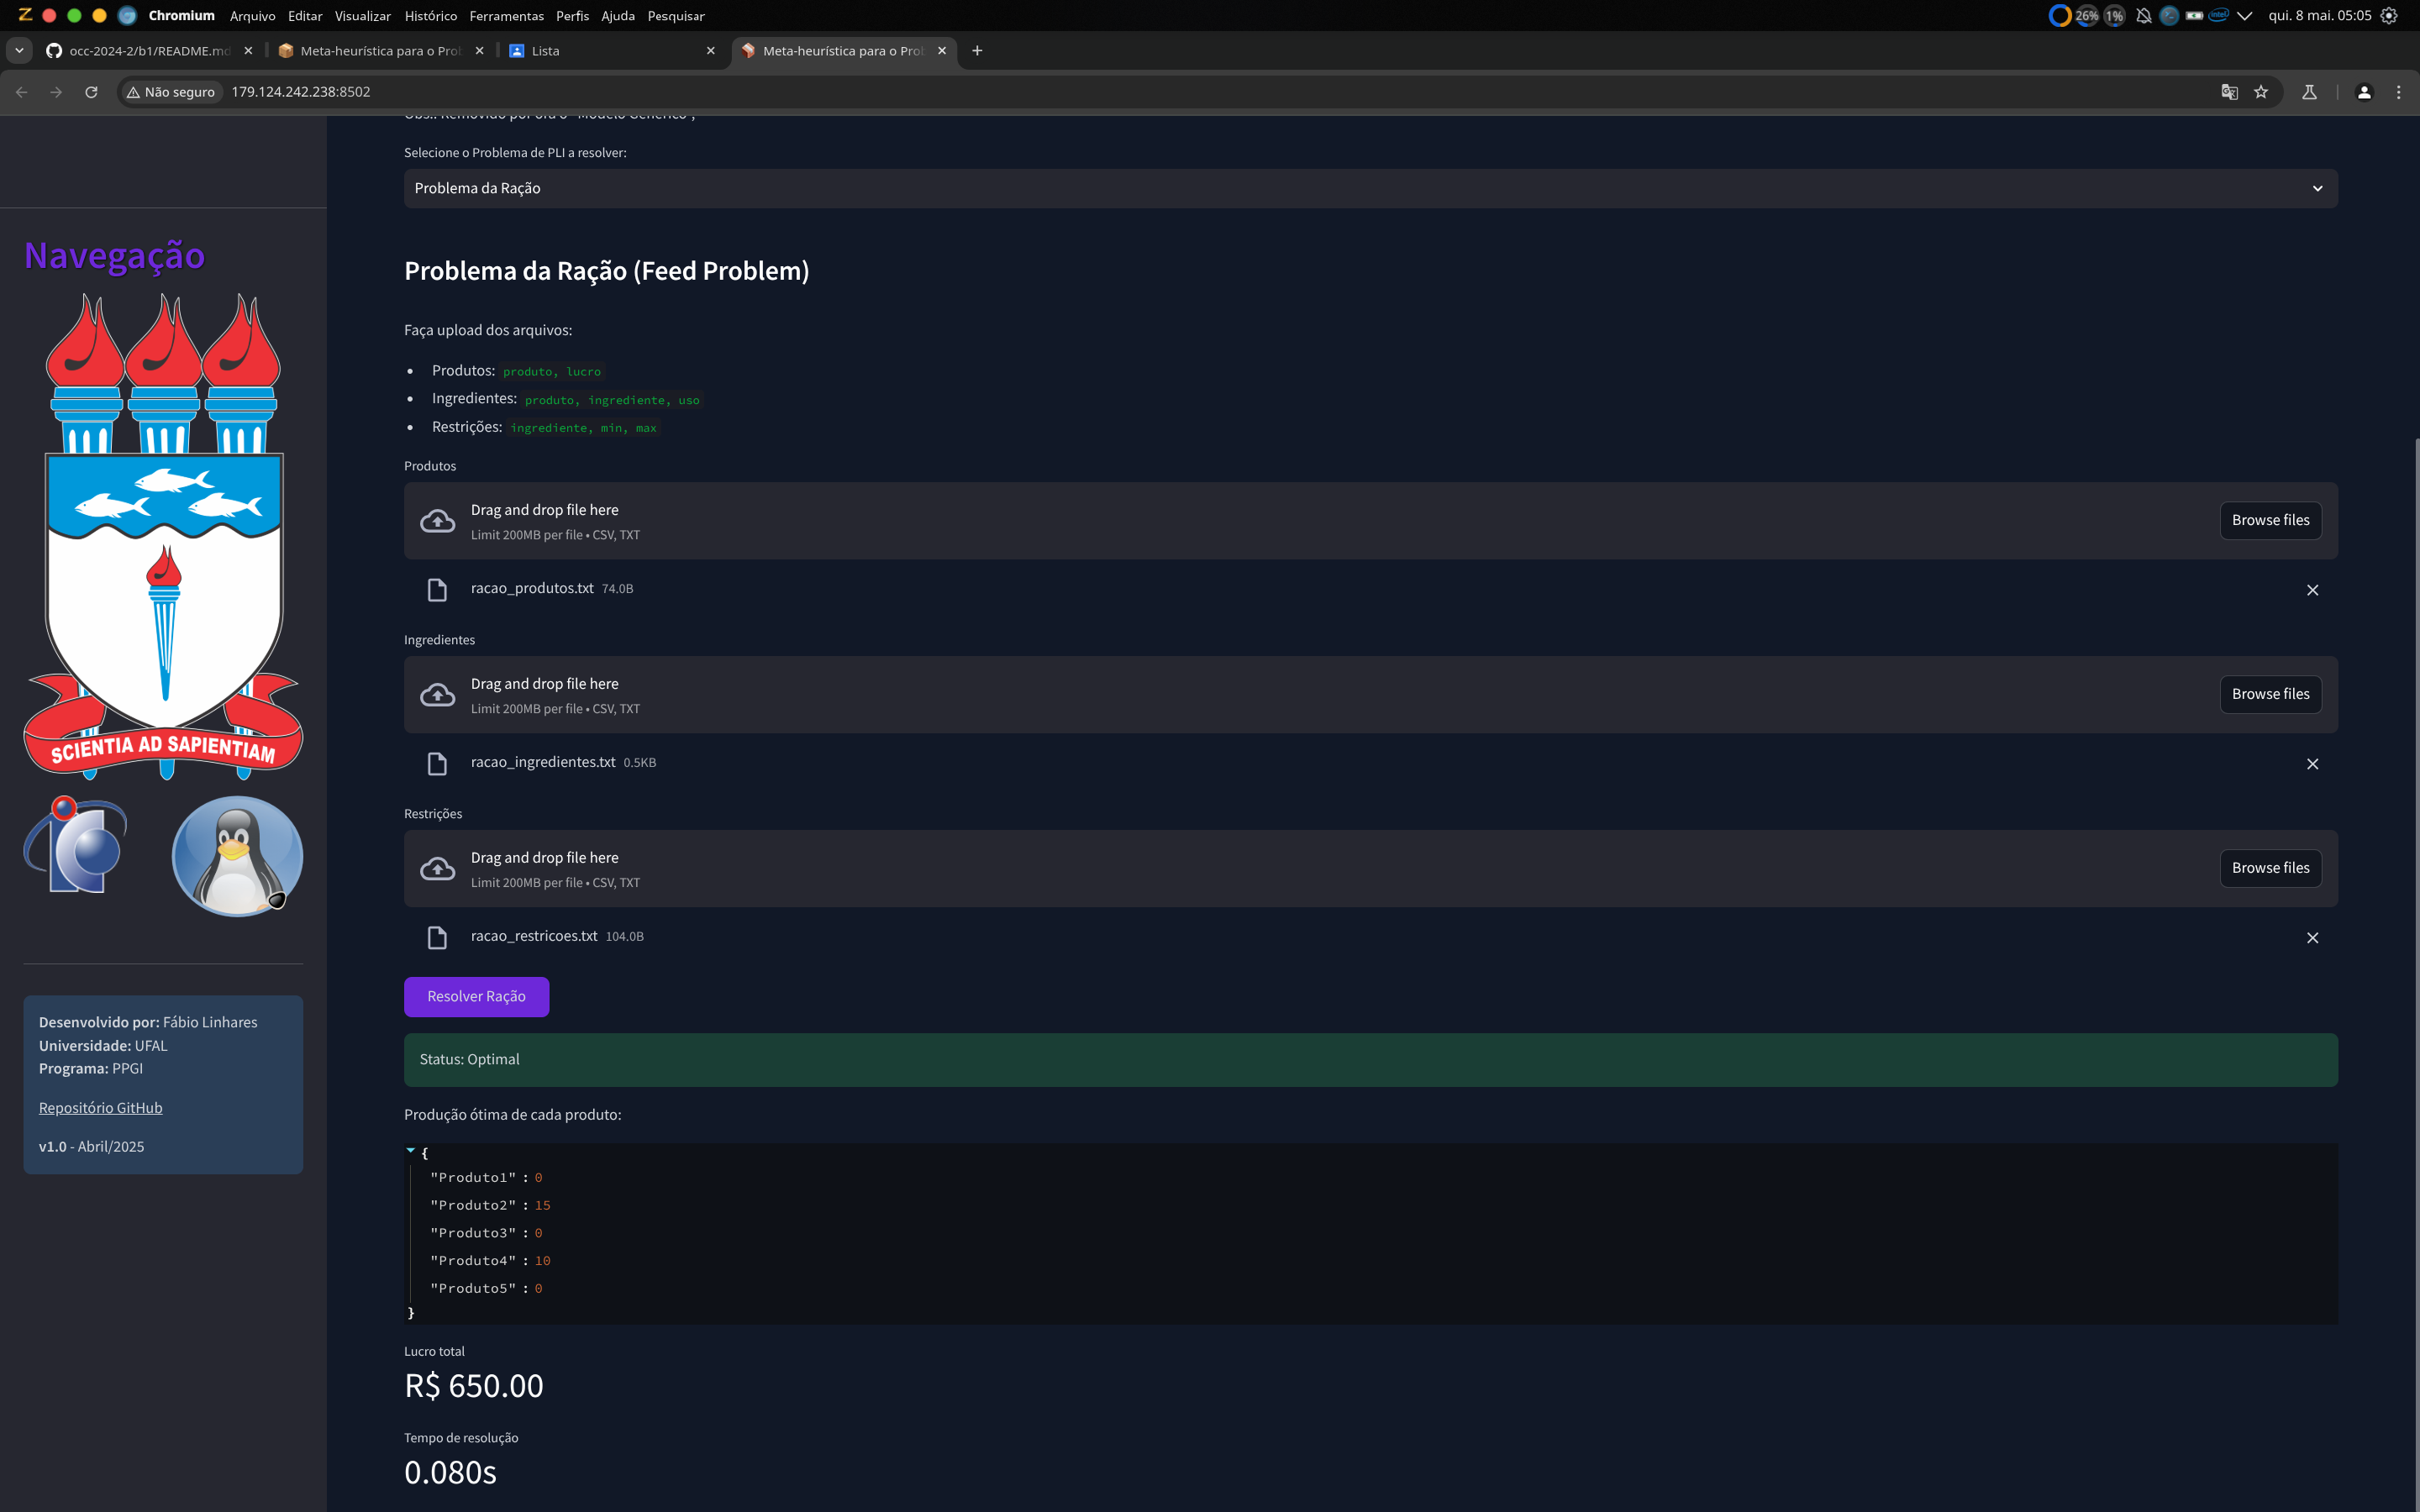 Chromium Arquivo Editar Visualizar Histórico Ferramentas Perfis Ajuda Pesquisar
26% 1% intel qui. 8 mai. 05:05
occ-2024-2/b1/README.md
Meta-heurística para o Pro
Lista
Meta-heurística para o Pro
Não seguro 179.124.242.238:8502
Obs.: Removido por ora o "Modelo Genérico";
Selecione o Problema de PLI a resolver:
Problema da Ração
Navegação
SCIENTIA AD SAPIENTIAM
Desenvolvido por: Fábio Linhares
Universidade: UFAL
Programa: PPGI
Repositório GitHub
v1.0 - Abril/2025
Problema da Ração (Feed Problem)
Faça upload dos arquivos:
Produtos: produto, lucro
Ingredientes: produto, ingrediente, uso
Restrições: ingrediente, min, max
Produtos
Drag and drop file here
Limit 200MB per file • CSV, TXT
Browse files
racao_produtos.txt 74.0B
Ingredientes
Drag and drop file here
Limit 200MB per file • CSV, TXT
Browse files
racao_ingredientes.txt 0.5KB
Restrições
Drag and drop file here
Limit 200MB per file • CSV, TXT
Browse files
racao_restricoes.txt 104.0B
Resolver Ração
Status: Optimal
Produção ótima de cada produto:
{
"Produto1" : 0
"Produto2" : 15
"Produto3" : 0
"Produto4" : 10
"Produto5" : 0
}
Lucro total
R$ 650.00
Tempo de resolução
0.080s